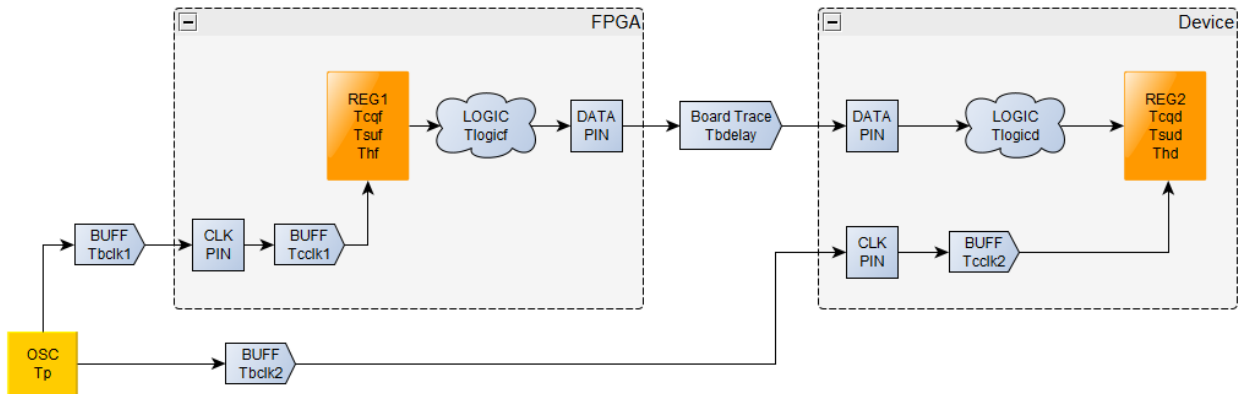 FPGA
Device
REG1
Tcqf
Tsuf
Thf
LOGIC
Tlogicf
DATA
PIN
Board Trace
Tbdelay
DATA
PIN
LOGIC
Tlogicd
REG2
Tcqd
Tsud
Thd
BUFF
Tbclk1
CLK
PIN
BUFF
Tcclk1
CLK
PIN
BUFF
Tcclk2
OSC
Tp
BUFF
Tbclk2